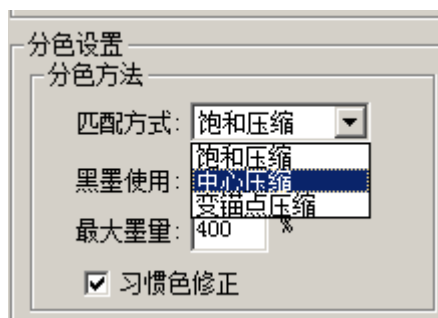 分色设置
分色方法
匹配方式: 饱和压缩
饱和压缩
黑墨使用: 中心压缩
变锚点压缩
最大墨量: 400 %
习惯色修正